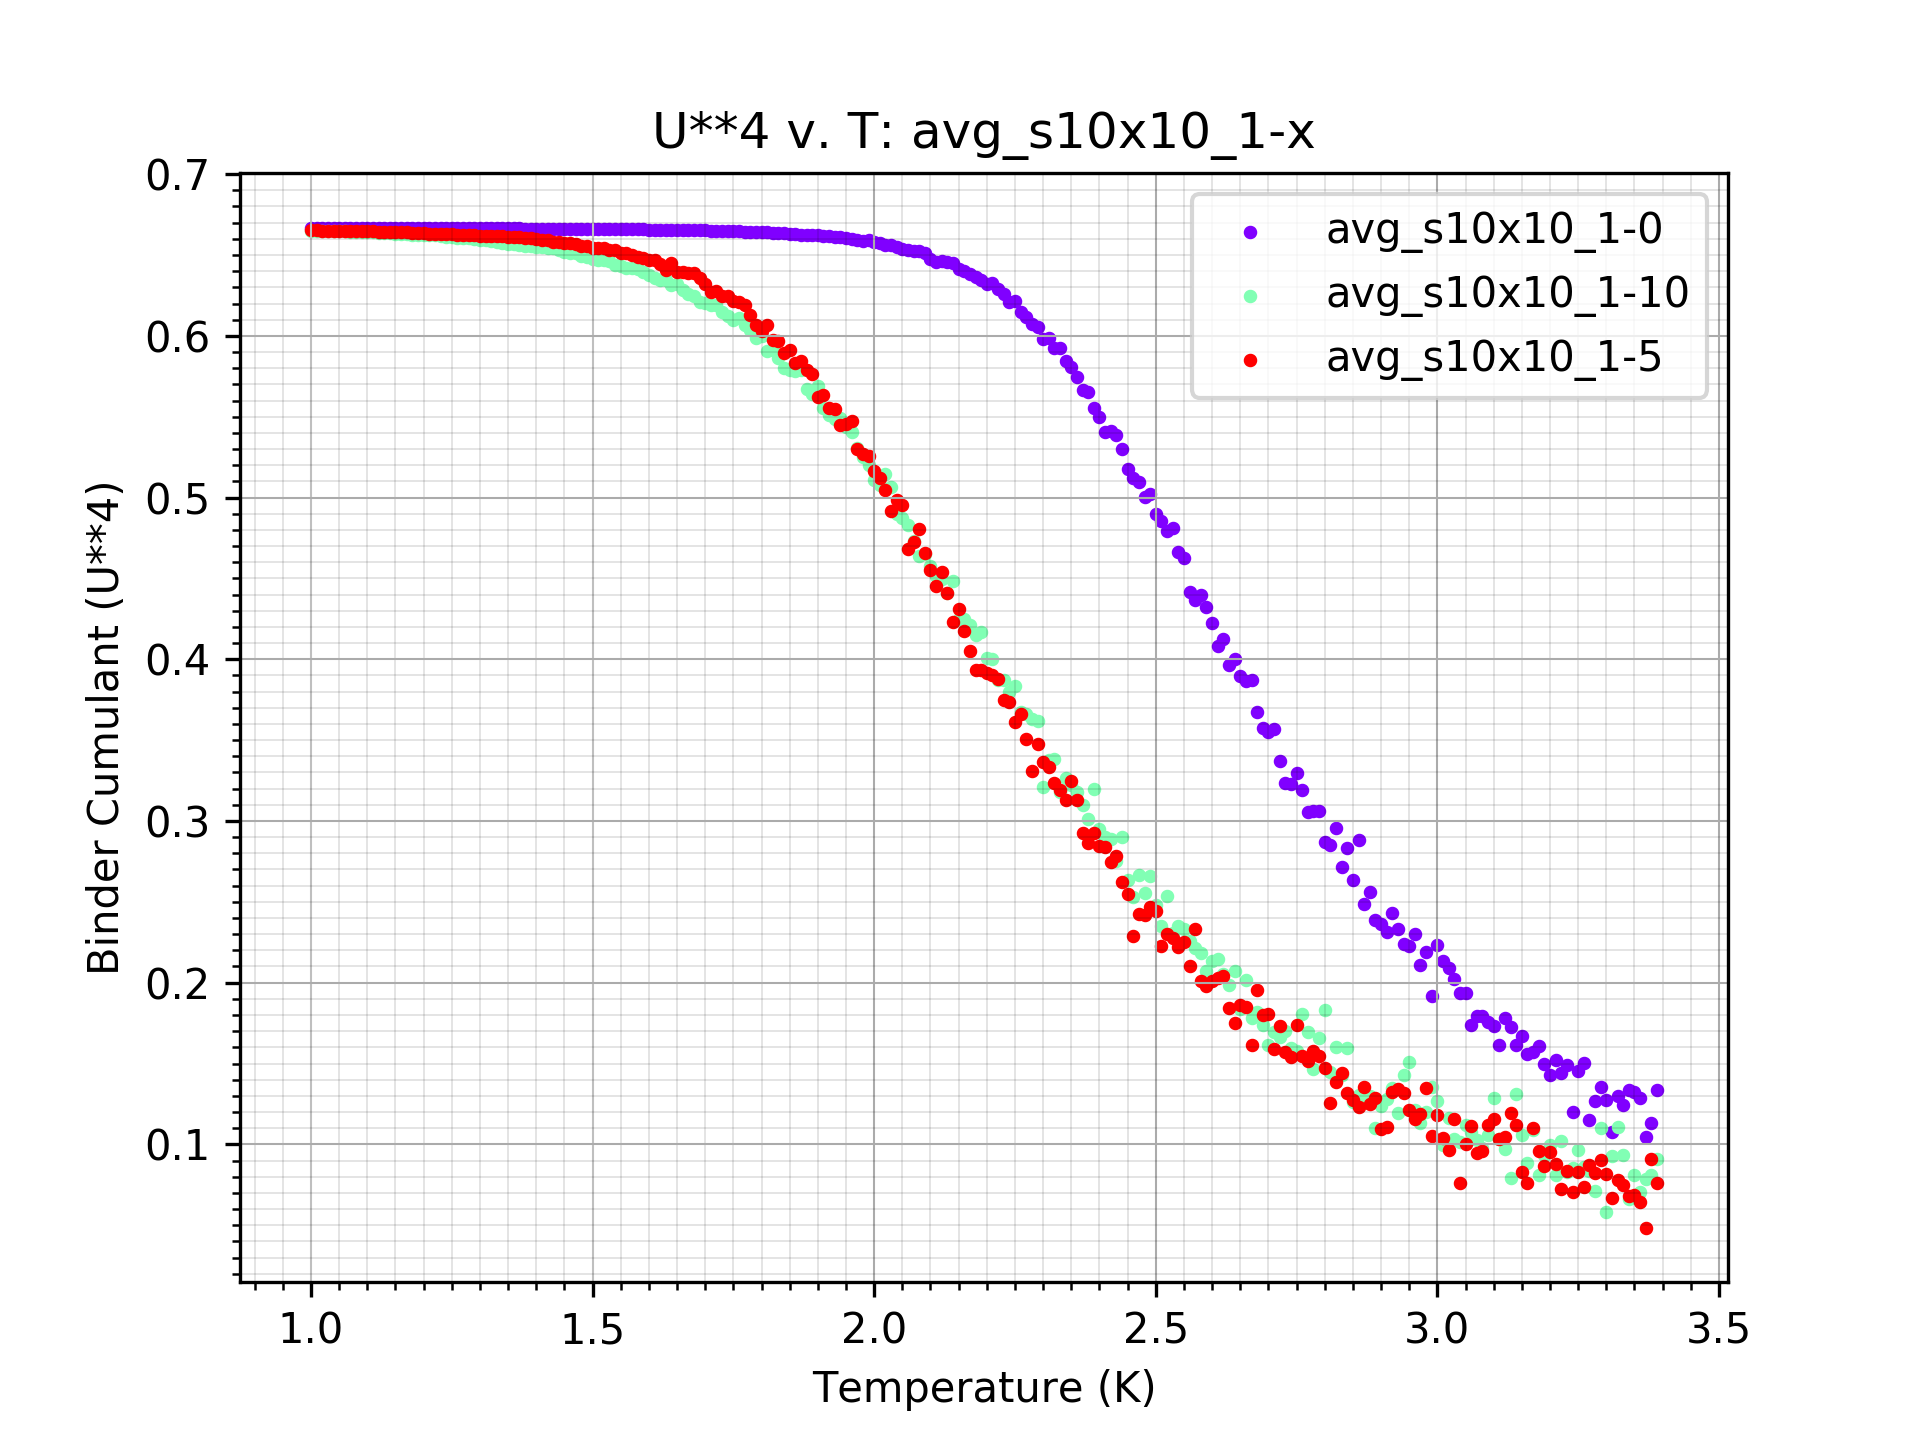 U**4 v. T: avg_s10x10_1-x
avg_s10x10_1-0
avg_s10x10_1-10
avg_s10x10_1-5
Binder Cumulant (U**4)
0.7
0.6
0.5
0.4
0.3
0.2
0.1
1.0 1.5 2.0 2.5 3.0 3.5
Temperature (K)